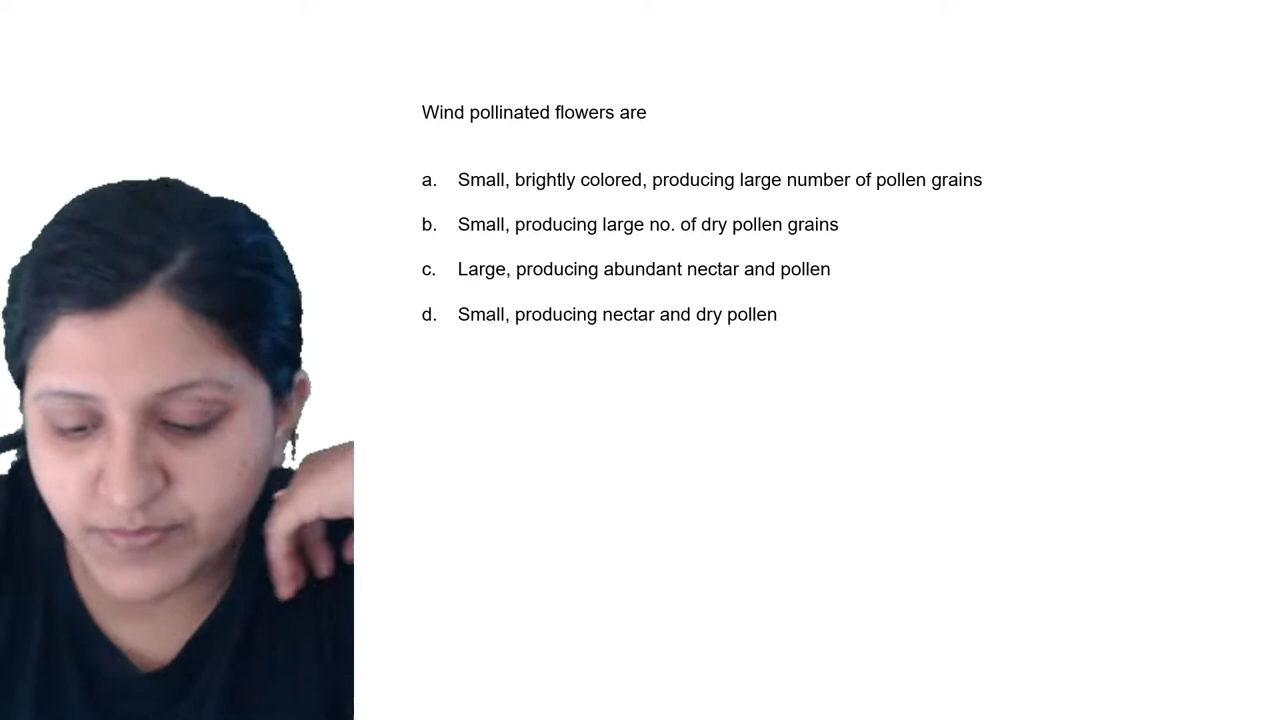 Wind pollinated flowers are
a. Small, brightly colored, producing large number of pollen grains
b. Small, producing large no. of dry pollen grains
c. Large, producing abundant nectar and pollen
d. Small, producing nectar and dry pollen